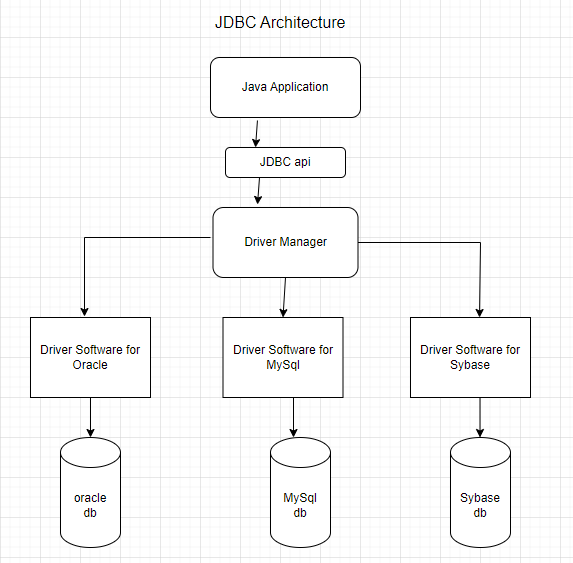 JDBC Architecture
Java Application
JDBC api
Driver Manager
Driver Software for
Oracle
Driver Software for
MySql
Driver Software for
Sybase
oracle
db
MySql
db
Sybase
db